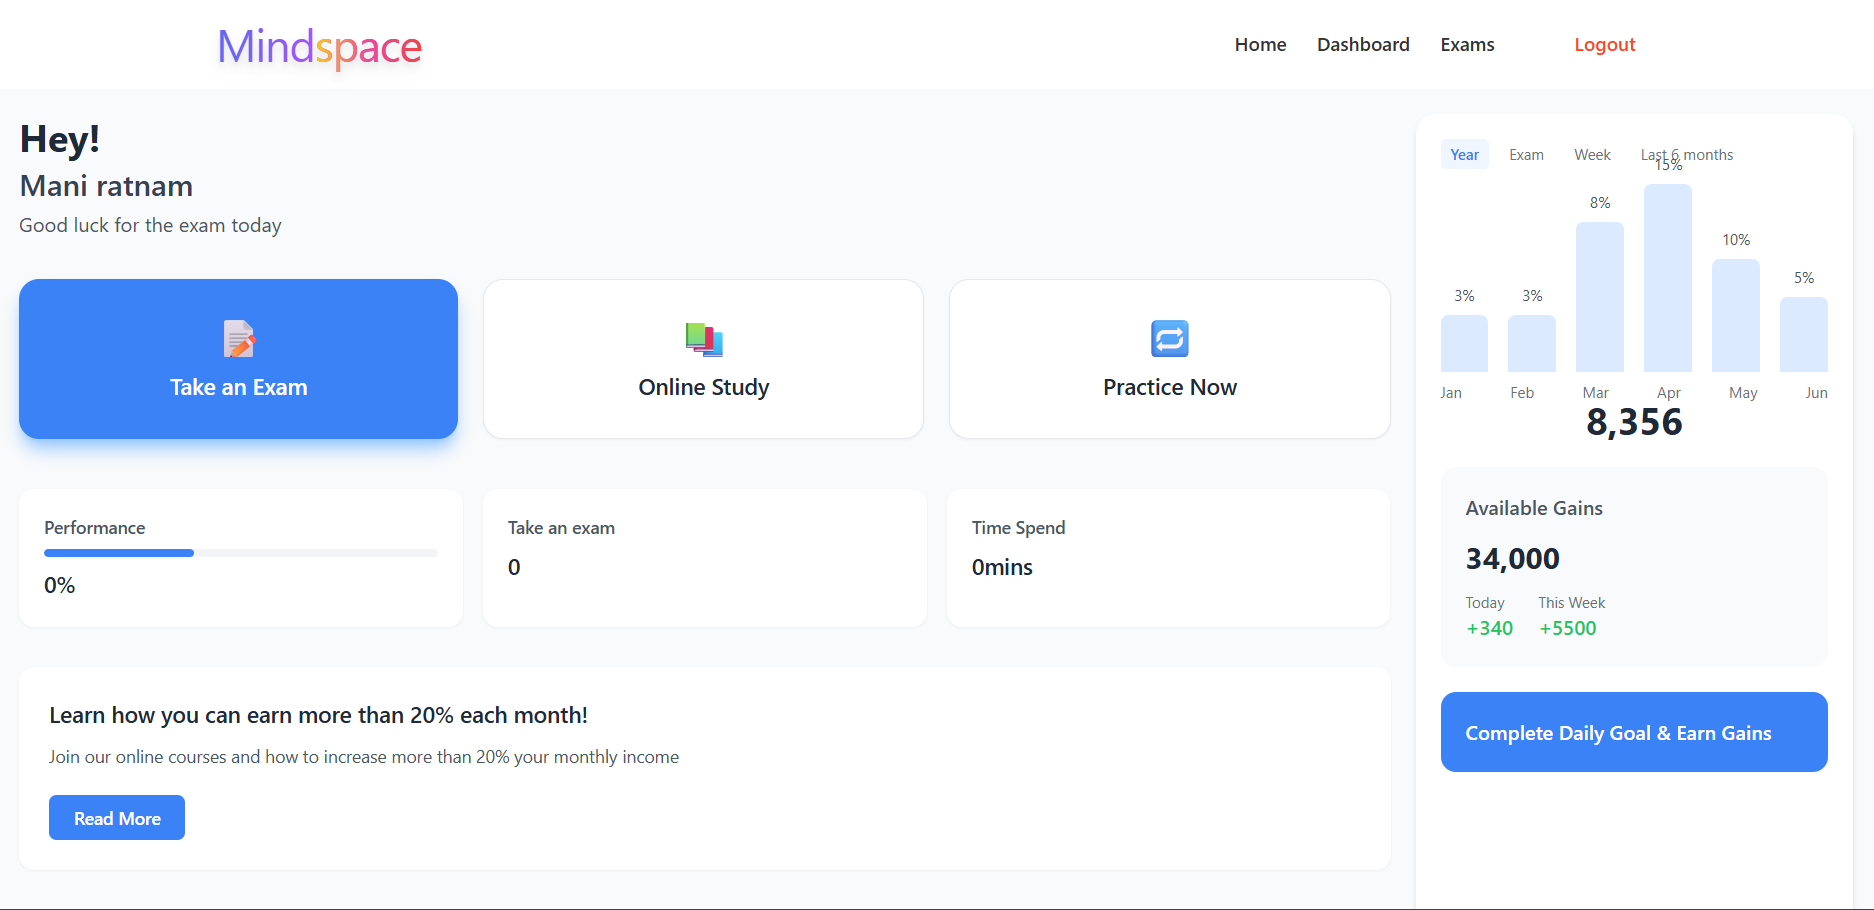 Mindspace
Home Dashboard Exams Logout
Hey!
Mani ratnam
Good luck for the exam today
Take an Exam
Online Study
Practice Now
Performance
0%
Take an exam
0
Time Spend
0mins
Learn how you can earn more than 20% each month!
Join our online courses and how to increase more than 20% your monthly income
Read More
Year Exam Week Last 6 months
3% 3% 8% 15% 10% 5%
Jan Feb Mar Apr May Jun
8,356
Available Gains
34,000
Today This Week
+340 +5500
Complete Daily Goal & Earn Gains